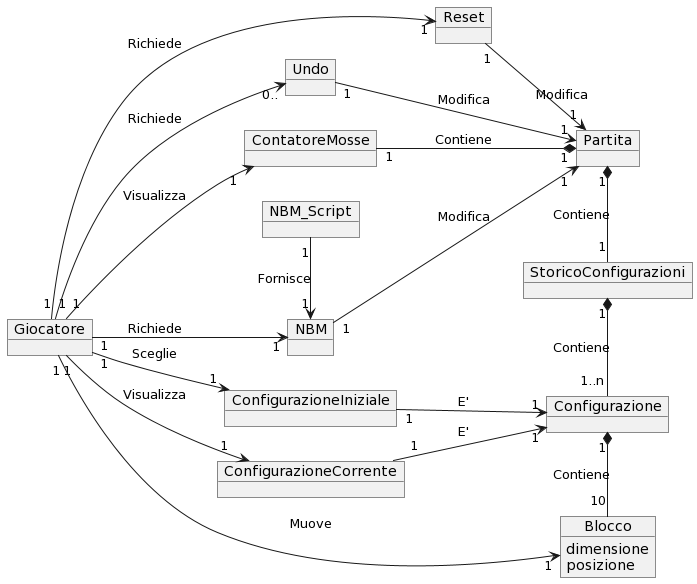 Reset
Richiede
1
1
Undo
Modifica
Richiede
0..
1
Modifica
1
1
ContatoreMosse
Contiene
Partita
1
1
Visualizza
1
1
1
NBM_Script
Modifica
Contiene
1
1
Fornisce
StoricoConfigurazioni
1
1 1 1
1
Giocatore
Richiede
NBM
1
1
1
Sceglie
1
Contiene
1
1..n
Visualizza
ConfigurazioneIniziale
E'
Configurazione
1
1
1 1
E'
1
1
1
1
ConfigurazioneCorrente
Contiene
10
Muove
Blocco
dimensione
posizione
1